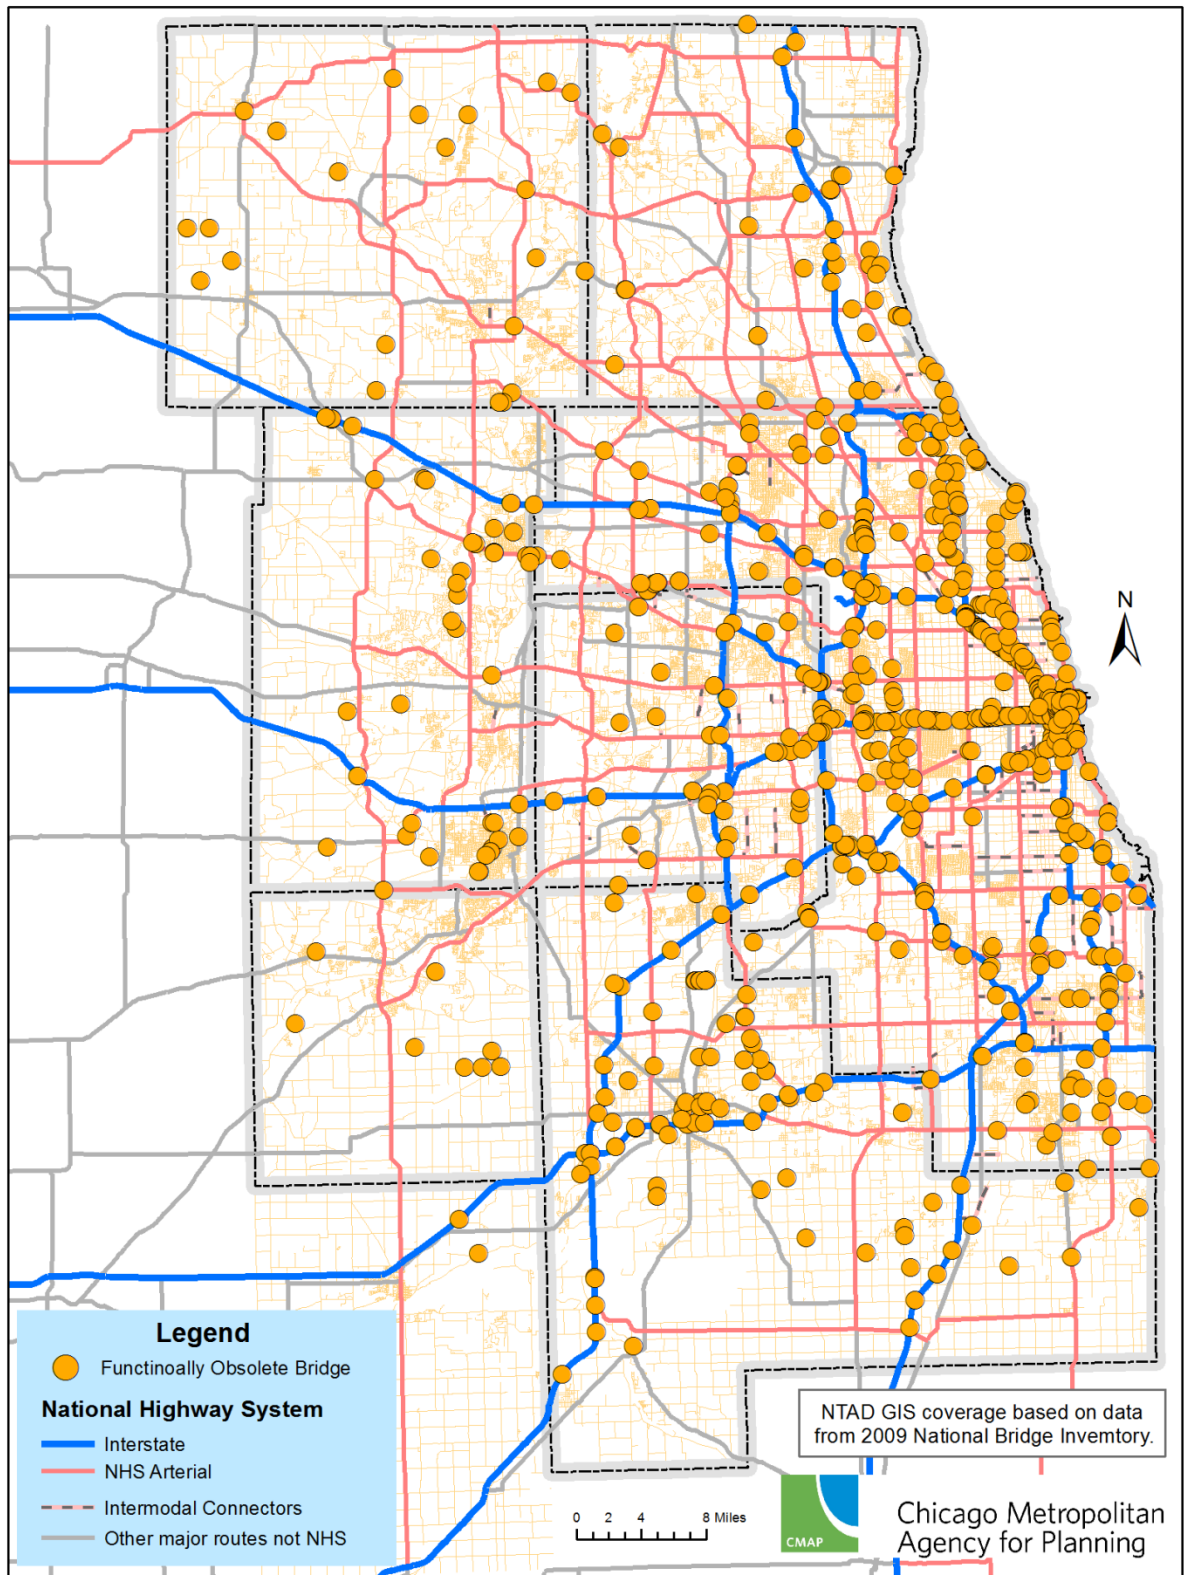 N
Legend
Functinoally Obsolete Bridge
National Highway System
Interstate
NHS Arterial
Intermodal Connectors
Other major routes not NHS
NTAD GIS coverage based on data
from 2009 National Bridge Invemtory.
0 2 4 8 Miles
CMAP
Chicago Metropolitan
Agency for Planning